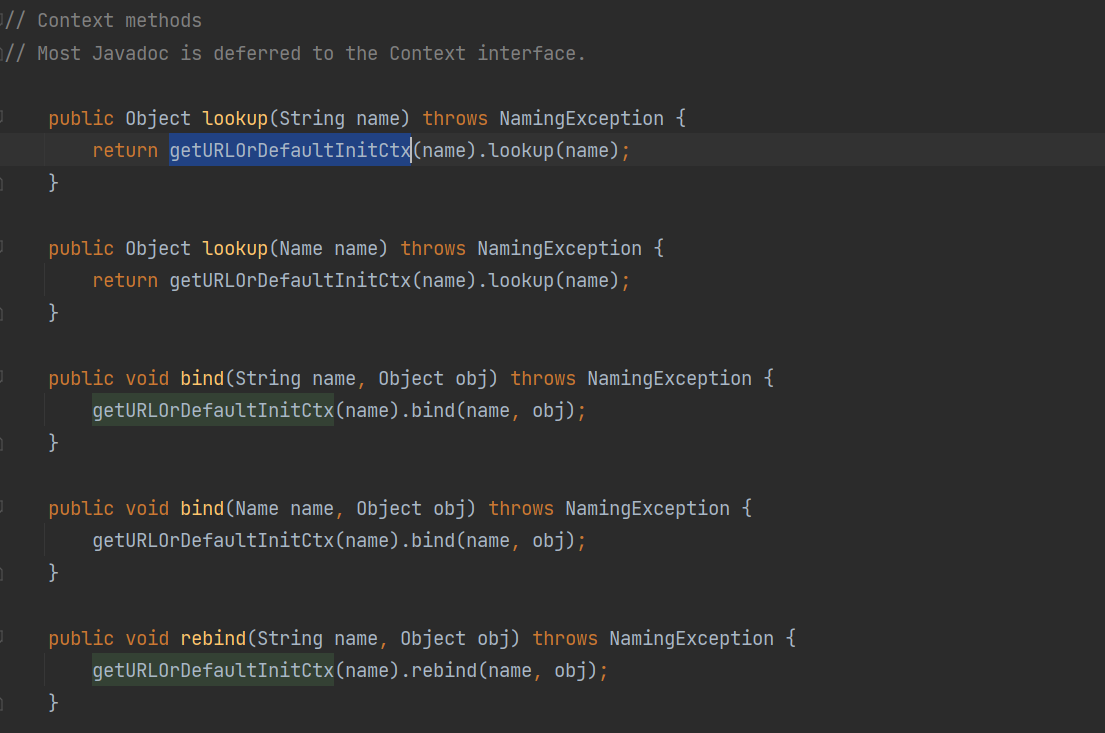 // Context methods
// Most Javadoc is deferred to the Context interface.
public Object lookup(String name) throws NamingException {
return getURLOrDefaultInitCtx(name).lookup(name);
}
public Object lookup(Name name) throws NamingException {
return getURLOrDefaultInitCtx(name).lookup(name);
}
public void bind(String name, Object obj) throws NamingException {
getURLOrDefaultInitCtx(name).bind(name, obj);
}
public void bind(Name name, Object obj) throws NamingException {
getURLOrDefaultInitCtx(name).bind(name, obj);
}
public void rebind(String name, Object obj) throws NamingException {
getURLOrDefaultInitCtx(name).rebind(name, obj);
}